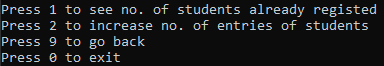 Press 1 to see no. of students already registed
Press 2 to increase no. of entries of students
Press 9 to go back
Press 0 to exit